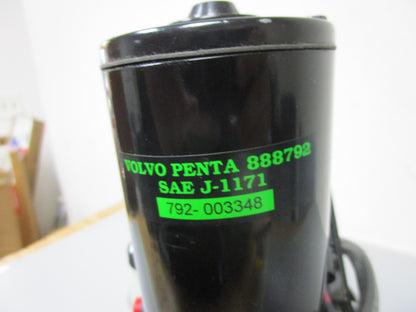 VOLVO PENTA 888792
SAE J-1171
792- 003348